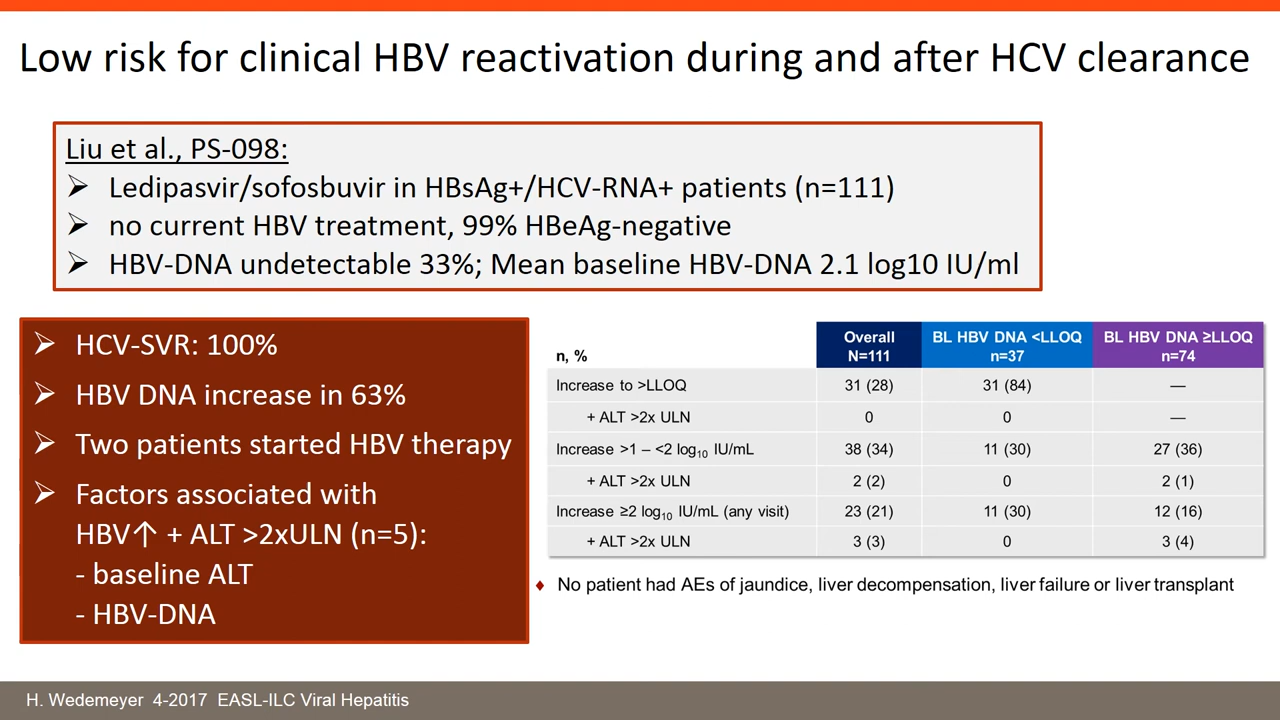 Low risk for clinical HBV reactivation during and after HCV clearance
Liu et al., PS-098:
➢ Ledipasvir/sofosbuvir in HBsAg+/HCV-RNA+ patients (n=111)
➢ no current HBV treatment, 99% HBeAg-negative
➢ HBV-DNA undetectable 33%; Mean baseline HBV-DNA 2.1 log10 IU/ml
➢ HCV-SVR: 100%
➢ HBV DNA increase in 63%
➢ Two patients started HBV therapy
➢ Factors associated with
HBV↑ + ALT >2xULN (n=5):
- baseline ALT
- HBV-DNA
n, % Overall N=111 BL HBV DNA <LLOQ n=37 BL HBV DNA ≥LLOQ n=74
Increase to >LLOQ 31 (28) 31 (84) —
+ ALT >2x ULN 0 0 —
Increase >1 – <2 log10 IU/mL 38 (34) 11 (30) 27 (36)
+ ALT >2x ULN 2 (2) 0 2 (1)
Increase ≥2 log10 IU/mL (any visit) 23 (21) 11 (30) 12 (16)
+ ALT >2x ULN 3 (3) 0 3 (4)
♦ No patient had AEs of jaundice, liver decompensation, liver failure or liver transplant
H. Wedemeyer 4-2017 EASL-ILC Viral Hepatitis